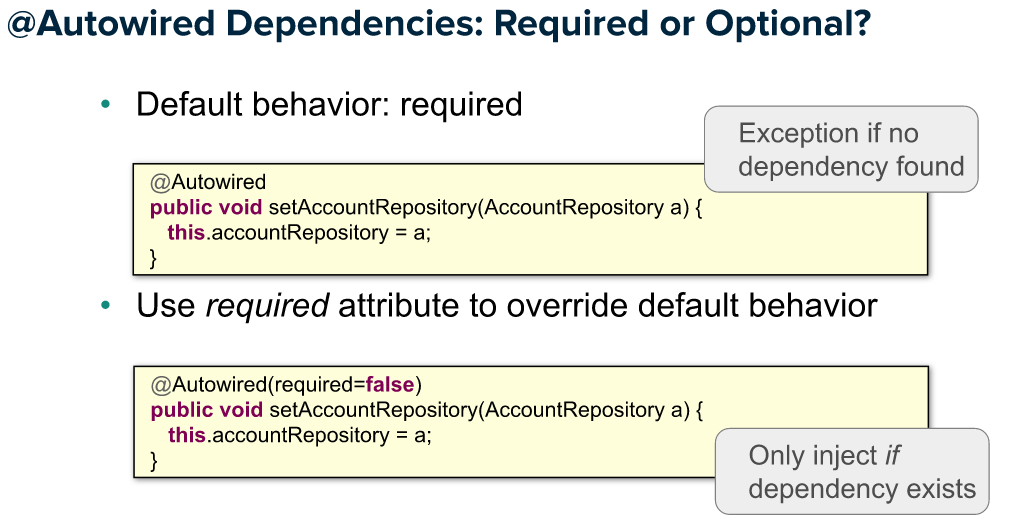 @Autowired Dependencies: Required or Optional?
• Default behavior: required
Exception if no
dependency found
@Autowired
public void setAccountRepository(AccountRepository a) {
this.accountRepository = a;
}
• Use required attribute to override default behavior
@Autowired(required=false)
public void setAccountRepository(AccountRepository a) {
this.accountRepository = a;
}
Only inject if
dependency exists